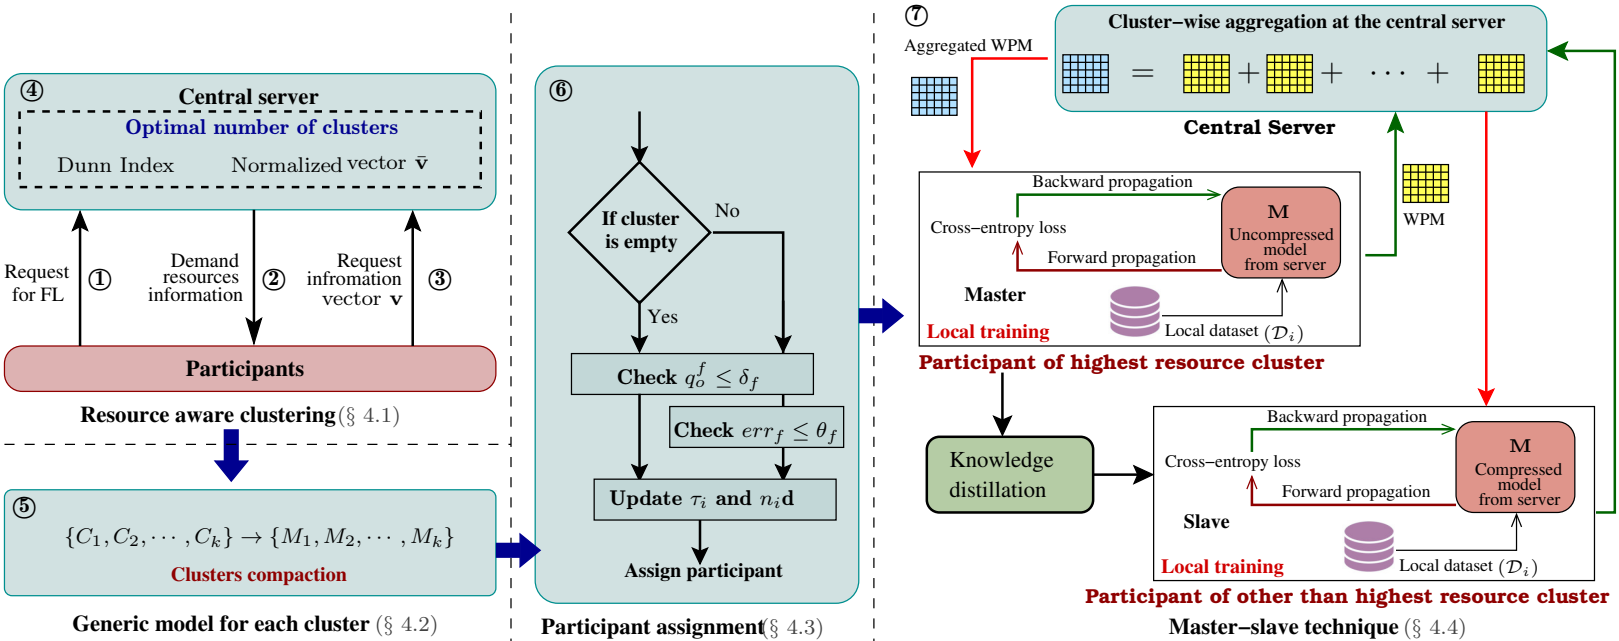 ④
Central server
Optimal number of clusters
Dunn Index
Normalized vector v̄
Request
for FL
①
Demand
resources
information
②
Request
infromation
vector v
③
Participants
Resource aware clustering (§ 4.1)
⑤
{C₁, C₂, ⋯ , Cₖ} → {M₁, M₂, ⋯ , Mₖ}
Clusters compaction
Generic model for each cluster (§ 4.2)
⑥
If cluster
is empty
No
Yes
Check q_o^f ≤ δ_f
Check err_f ≤ θ_f
Update τᵢ and nᵢd
Assign participant
Participant assignment(§ 4.3)
⑦
Cluster−wise aggregation at the central server
Aggregated WPM
= + + ⋯ +
Central Server
WPM
Backward propagation
Cross−entropy loss
Forward propagation
M
Uncompressed
model
from server
Master
Local dataset (𝒟ᵢ)
Local training
Participant of highest resource cluster
Knowledge
distillation
Backward propagation
Cross−entropy loss
Forward propagation
M
Compressed
model
from server
Slave
Local dataset (𝒟ᵢ)
Local training
Participant of other than highest resource cluster
Master−slave technique (§ 4.4)